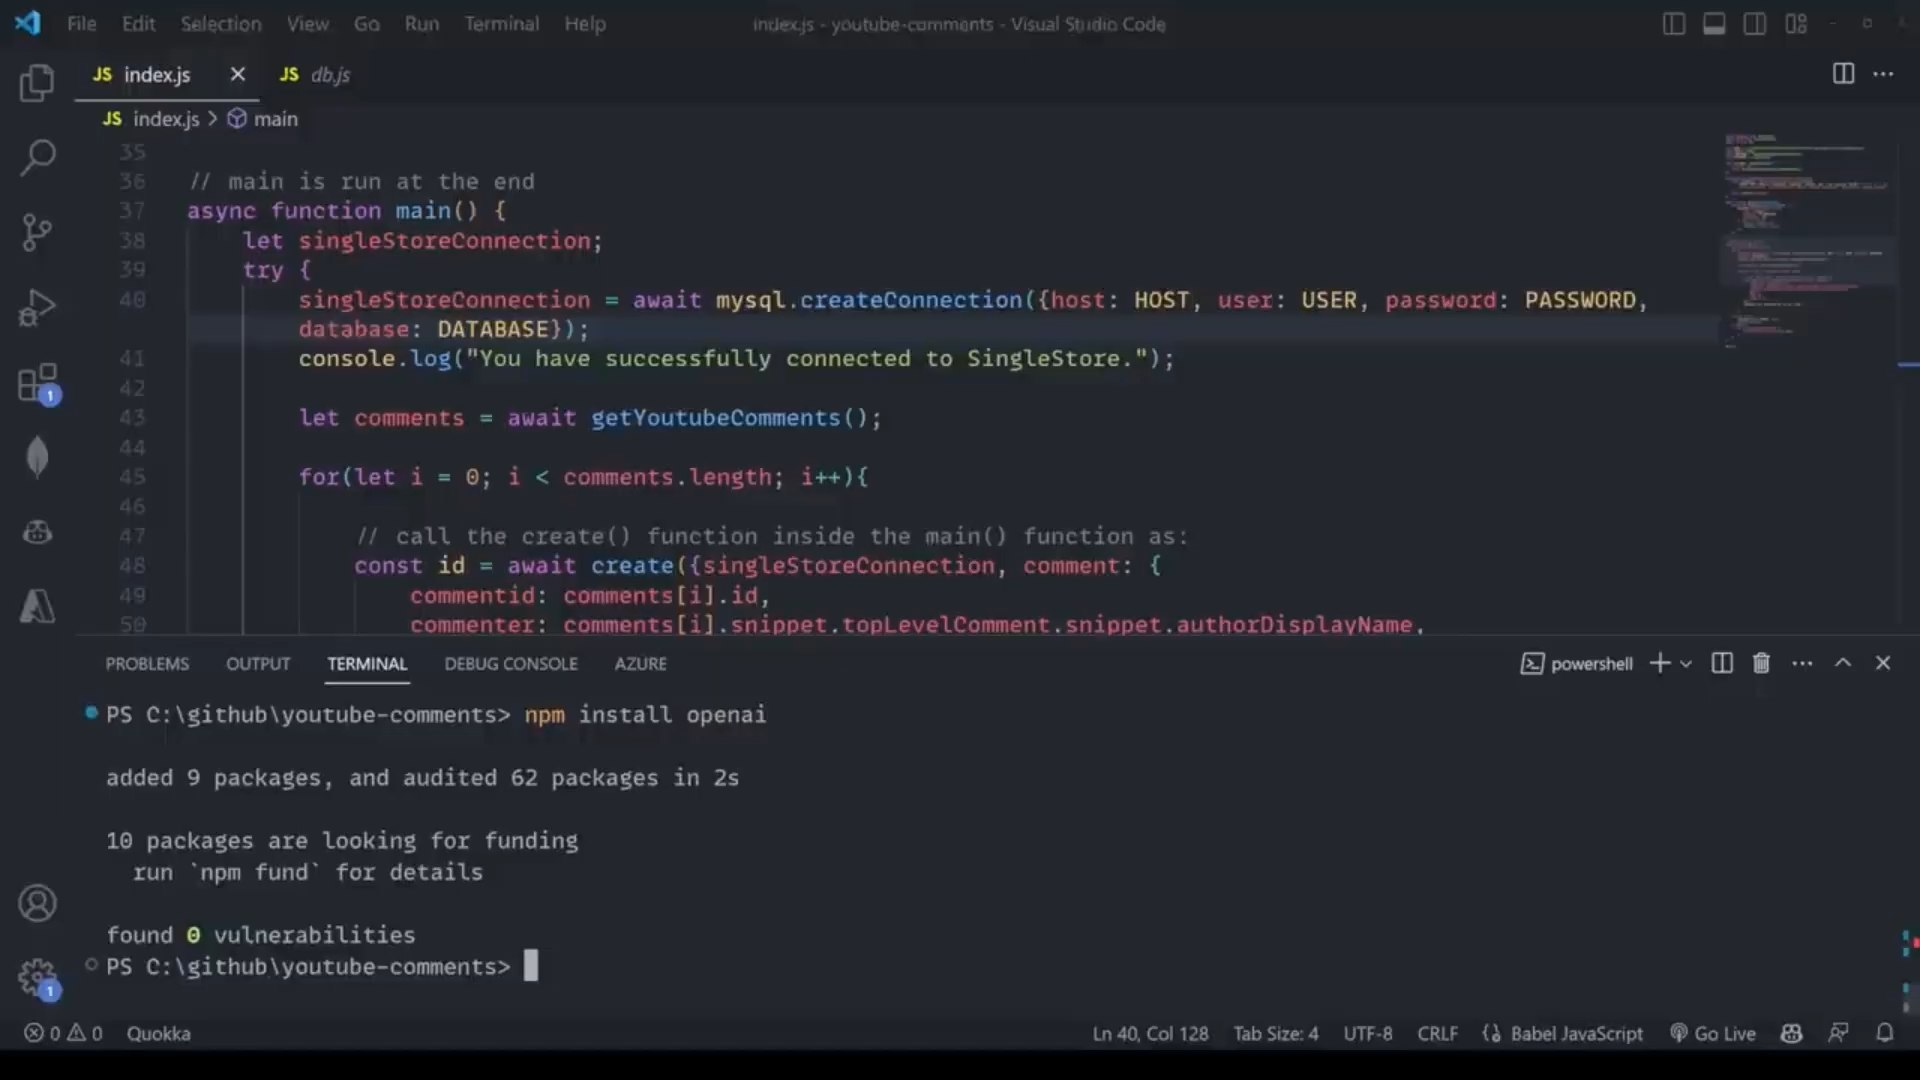 File Edit Selection View Go Run Terminal Help index.js - youtube-comments - Visual Studio Code
JS index.js JS db.js
JS index.js > main
35
36 // main is run at the end
37 async function main() {
38 let singleStoreConnection;
39 try {
40 singleStoreConnection = await mysql.createConnection({host: HOST, user: USER, password: PASSWORD,
database: DATABASE});
41 console.log("You have successfully connected to SingleStore.");
42
43 let comments = await getYoutubeComments();
44
45 for(let i = 0; i < comments.length; i++){
46
47 // call the create() function inside the main() function as:
48 const id = await create({singleStoreConnection, comment: {
49 commentid: comments[i].id,
50 commenter: comments[i].snippet.topLevelComment.snippet.authorDisplayName,
1
PROBLEMS OUTPUT TERMINAL DEBUG CONSOLE AZURE powershell
PS C:\github\youtube-comments> npm install openai
added 9 packages, and audited 62 packages in 2s
10 packages are looking for funding
run `npm fund` for details
found 0 vulnerabilities
PS C:\github\youtube-comments>
1
0 0 Quokka Ln 40, Col 128 Tab Size: 4 UTF-8 CRLF Babel JavaScript Go Live